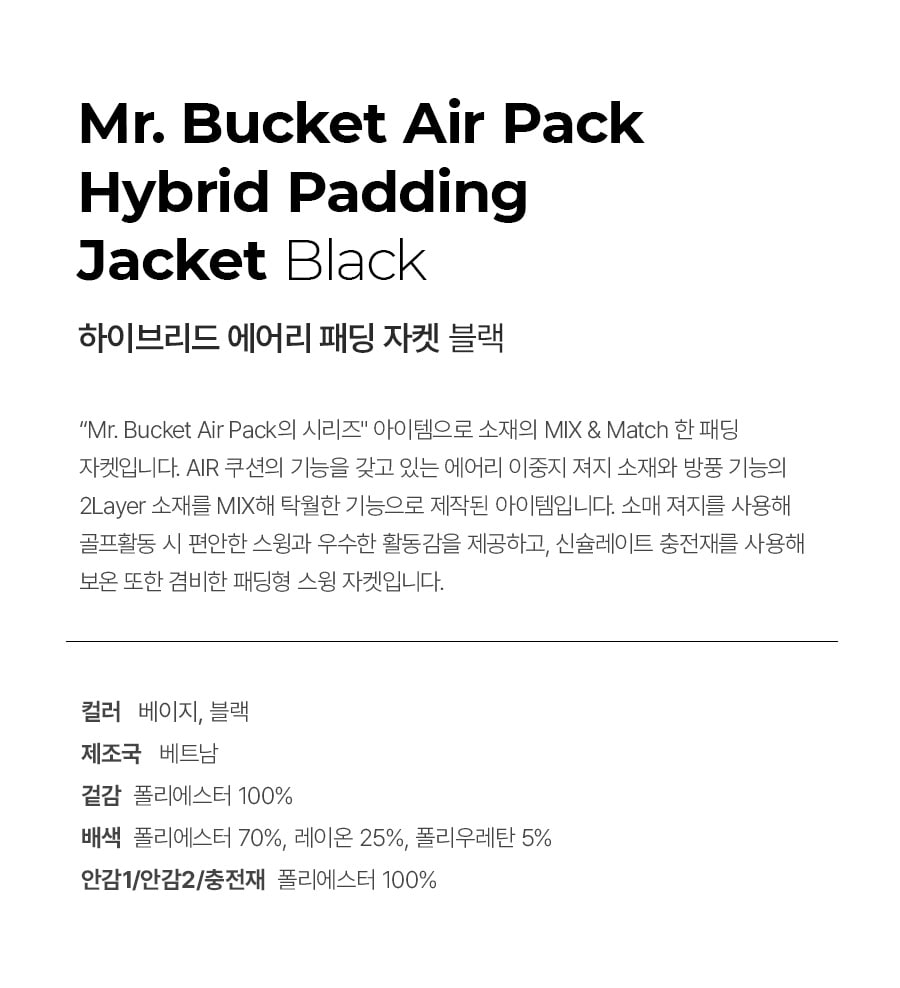 Mr. Bucket Air Pack
Hybrid Padding
Jacket Black
하이브리드 에어리 패딩 자켓 블랙
“Mr. Bucket Air Pack의 시리즈" 아이템으로 소재의 MIX & Match 한 패딩
자켓입니다. AIR 쿠션의 기능을 갖고 있는 에어리 이중지 져지 소재와 방풍 기능의
2Layer 소재를 MIX해 탁월한 기능으로 제작된 아이템입니다. 소매 져지를 사용해
골프활동 시 편안한 스윙과 우수한 활동감을 제공하고, 신슐레이트 충전재를 사용해
보온 또한 겸비한 패딩형 스윙 자켓입니다.
컬러 베이지, 블랙
제조국 베트남
겉감 폴리에스터 100%
배색 폴리에스터 70%, 레이온 25%, 폴리우레탄 5%
안감1/안감2/충전재 폴리에스터 100%